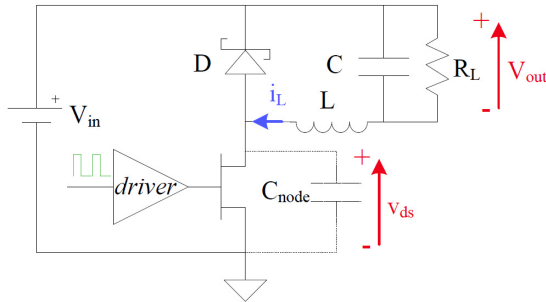 +
D
C
R_L
V_out
-
i_L
L
+
V_in
driver
C_node
+
v_ds
-